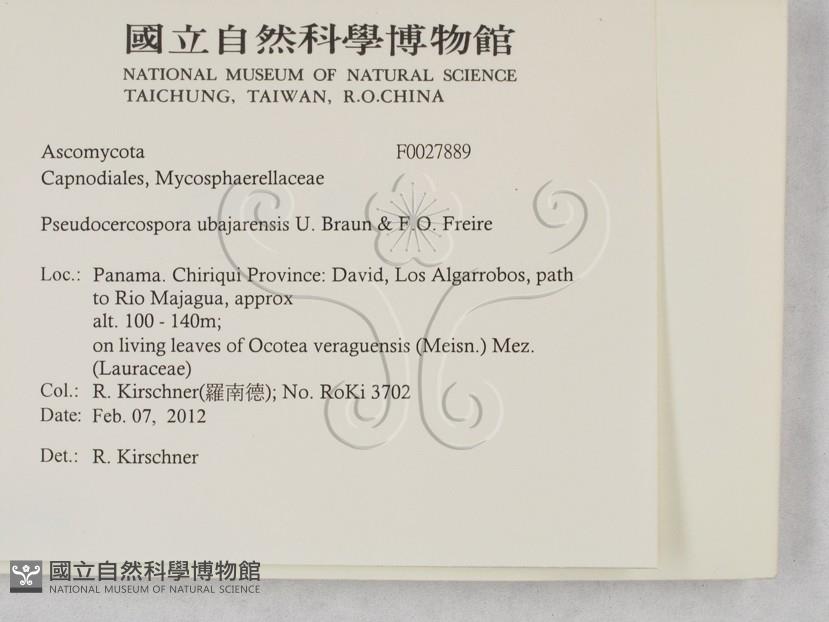 國立自然科學博物館
NATIONAL MUSEUM OF NATURAL SCIENCE
TAICHUNG, TAIWAN, R.O.CHINA
Ascomycota F0027889
Capnodiales, Mycosphaerellaceae
Pseudocercospora ubajarensis U. Braun & F.O. Freire
Loc.: Panama. Chiriqui Province: David, Los Algarrobos, path
to Rio Majagua, approx
alt. 100 - 140m;
on living leaves of Ocotea veraguensis (Meisn.) Mez.
(Lauraceae)
Col.: R. Kirschner(羅南德); No. RoKi 3702
Date: Feb. 07, 2012
Det.: R. Kirschner
國立自然科學博物館
NATIONAL MUSEUM OF NATURAL SCIENCE